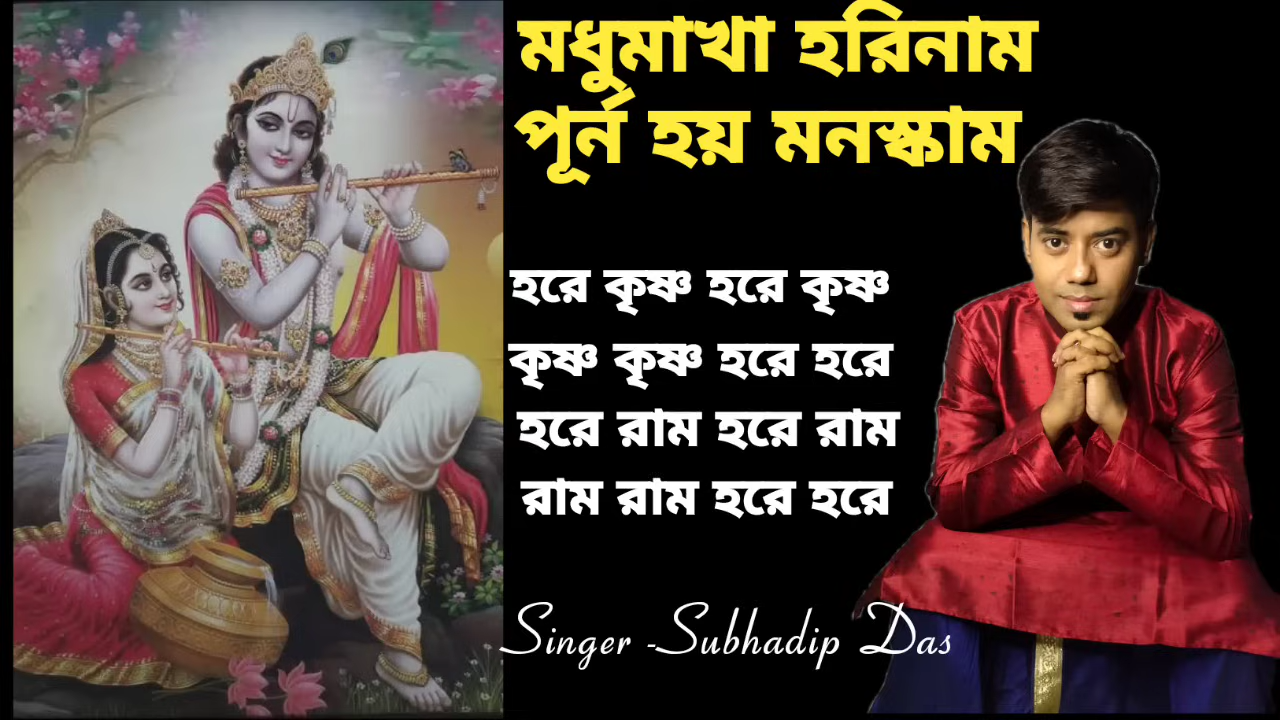 মধুমাখা হরিনাম
পূর্ন হয় মনস্কাম
হরে কৃষ্ণ হরে কৃষ্ণ
কৃষ্ণ কৃষ্ণ হরে হরে
হরে রাম হরে রাম
রাম রাম হরে হরে
Singer -Subhadip Das